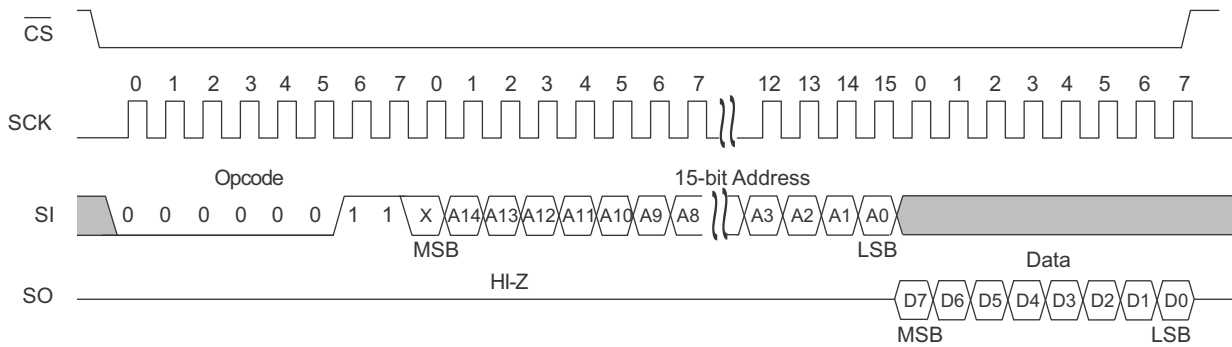 CS
0 1 2 3 4 5 6 7 0 1 2 3 4 5 6 7 12 13 14 15 0 1 2 3 4 5 6 7
SCK
Opcode 15-bit Address
SI 0 0 0 0 0 0 1 1 X A14 A13 A12 A11 A10 A9 A8 A3 A2 A1 A0
MSB LSB
HI-Z Data
SO D7 D6 D5 D4 D3 D2 D1 D0
MSB LSB